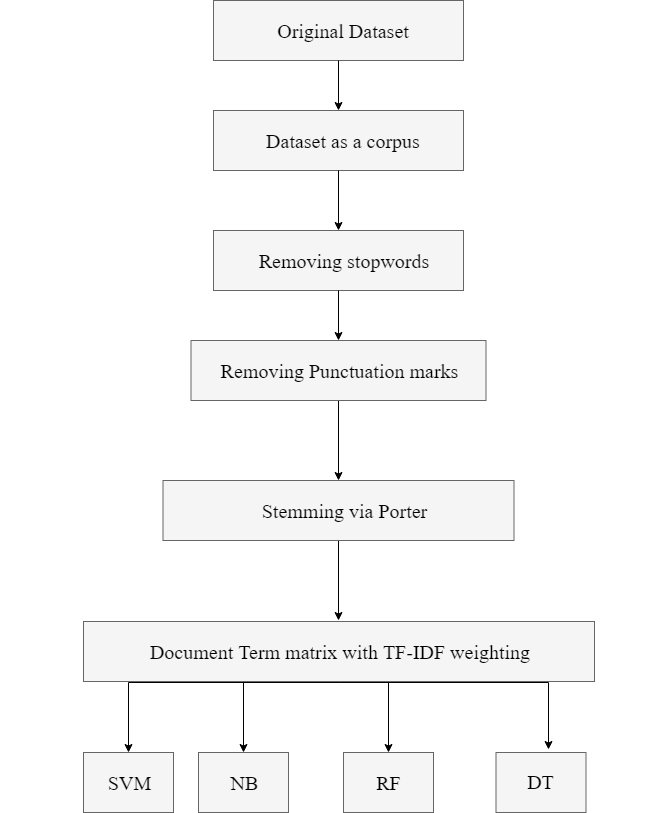 Original Dataset
Dataset as a corpus
Removing stopwords
Removing Punctuation marks
Stemming via Porter
Document Term matrix with TF-IDF weighting
SVM
NB
RF
DT